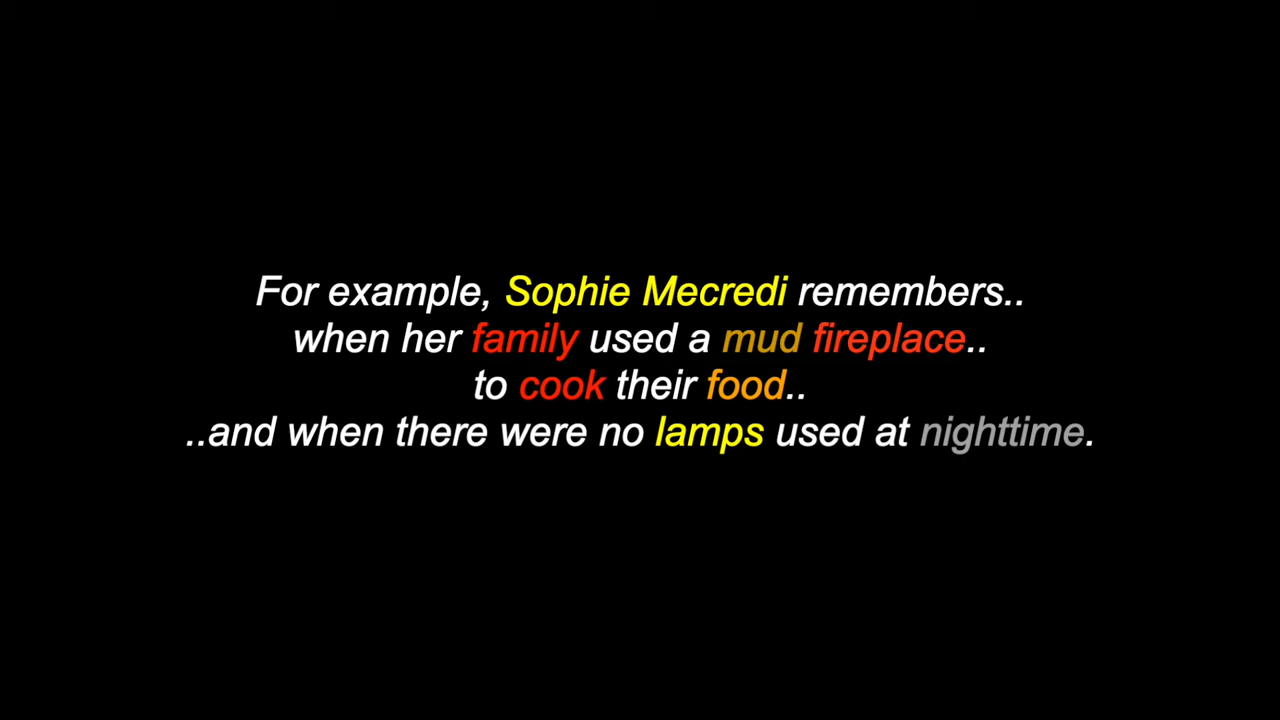 For example, Sophie Mecredi remembers..
when her family used a mud fireplace..
to cook their food..
..and when there were no lamps used at nighttime.